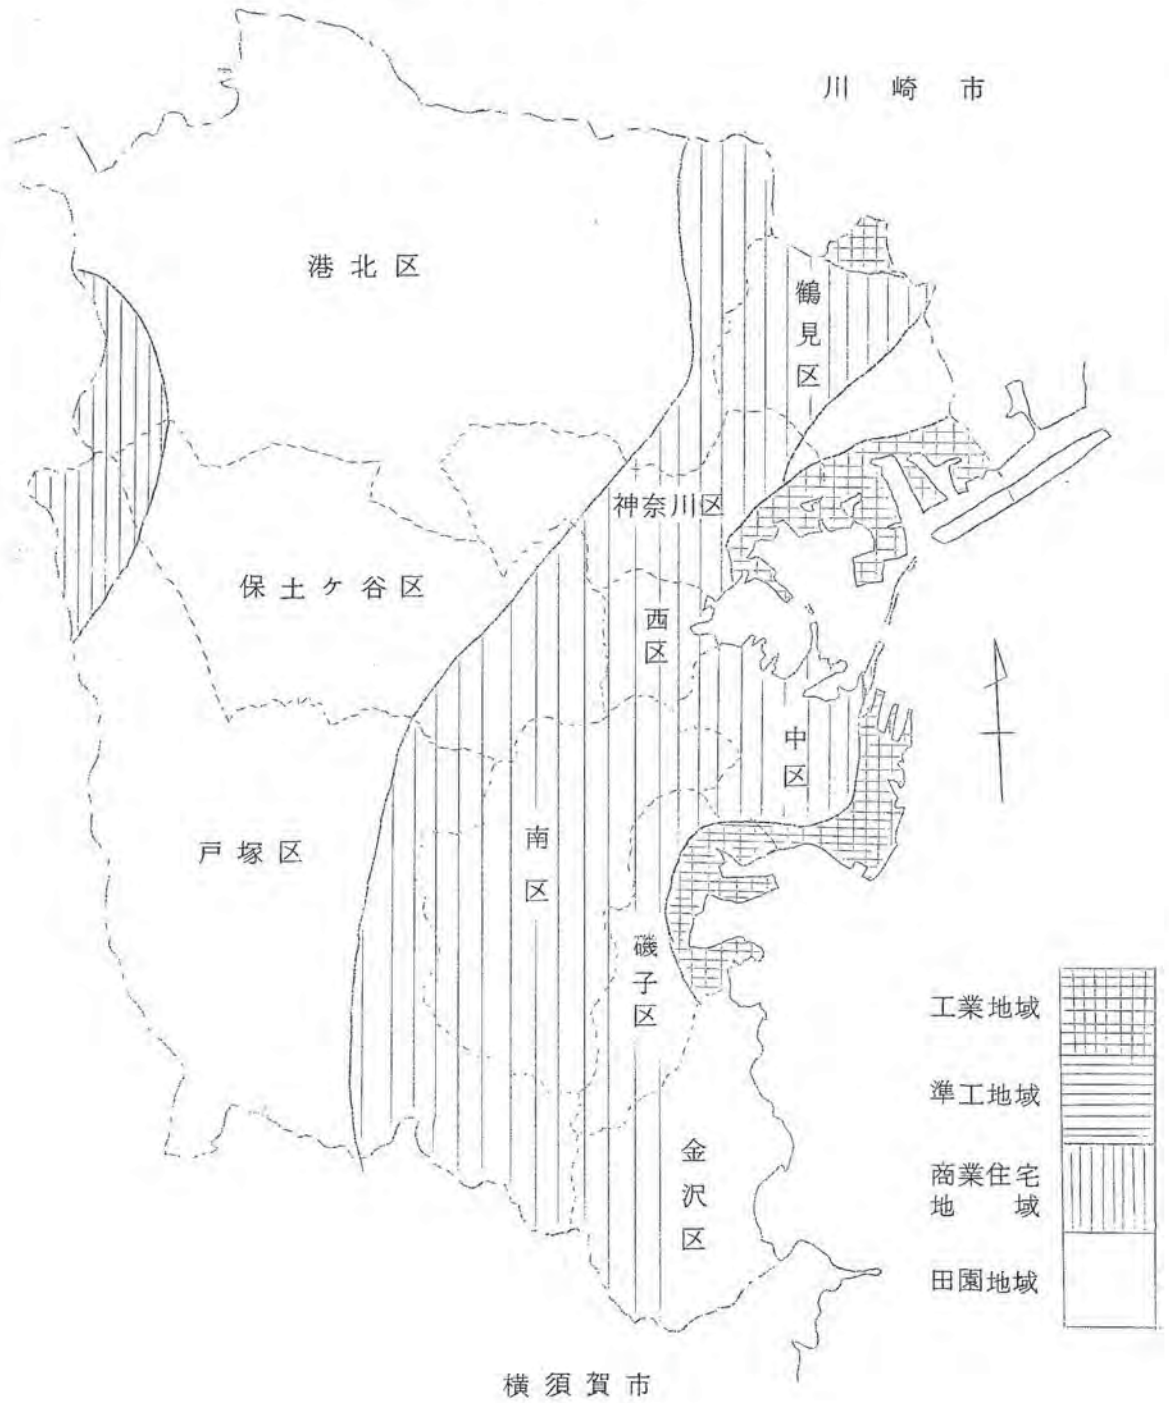 川崎市
港北区
鶴見区
神奈川区
保土ケ谷区
西区
中区
戸塚区
南区
磯子区
金沢区
工業地域
準工地域
商業住宅
地域
田園地域
横須賀市